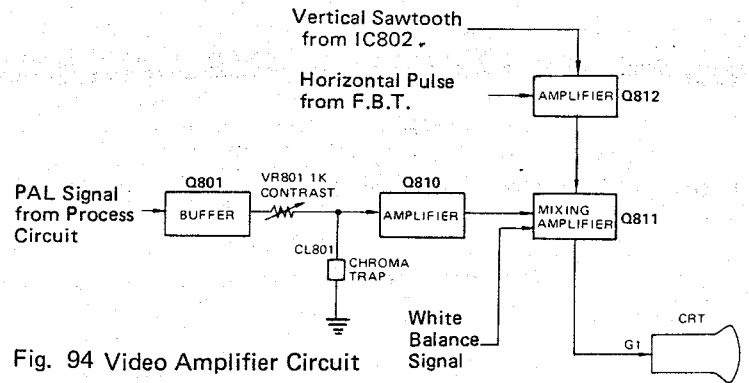 Vertical Sawtooth
from IC802.
Horizontal Pulse
from F.B.T.
AMPLIFIER
Q812
PAL Signal
from Process
Circuit
Q801
BUFFER
VR801 1K
CONTRAST
Q810
AMPLIFIER
MIXING
AMPLIFIER
Q811
CL801
CHROMA
TRAP
White
Balance
Signal
G1
CRT
Fig. 94 Video Amplifier Circuit